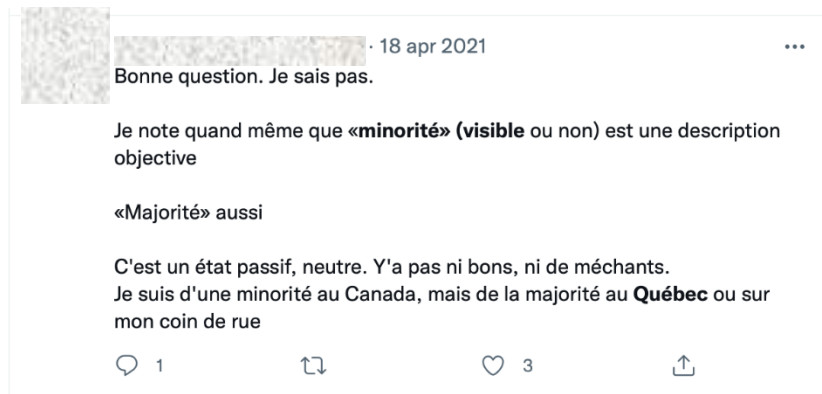 · 18 apr 2021
Bonne question. Je sais pas.
Je note quand même que «minorité» (visible ou non) est une description
objective
«Majorité» aussi
C'est un état passif, neutre. Y'a pas ni bons, ni de méchants.
Je suis d'une minorité au Canada, mais de la majorité au Québec ou sur
mon coin de rue
1
3